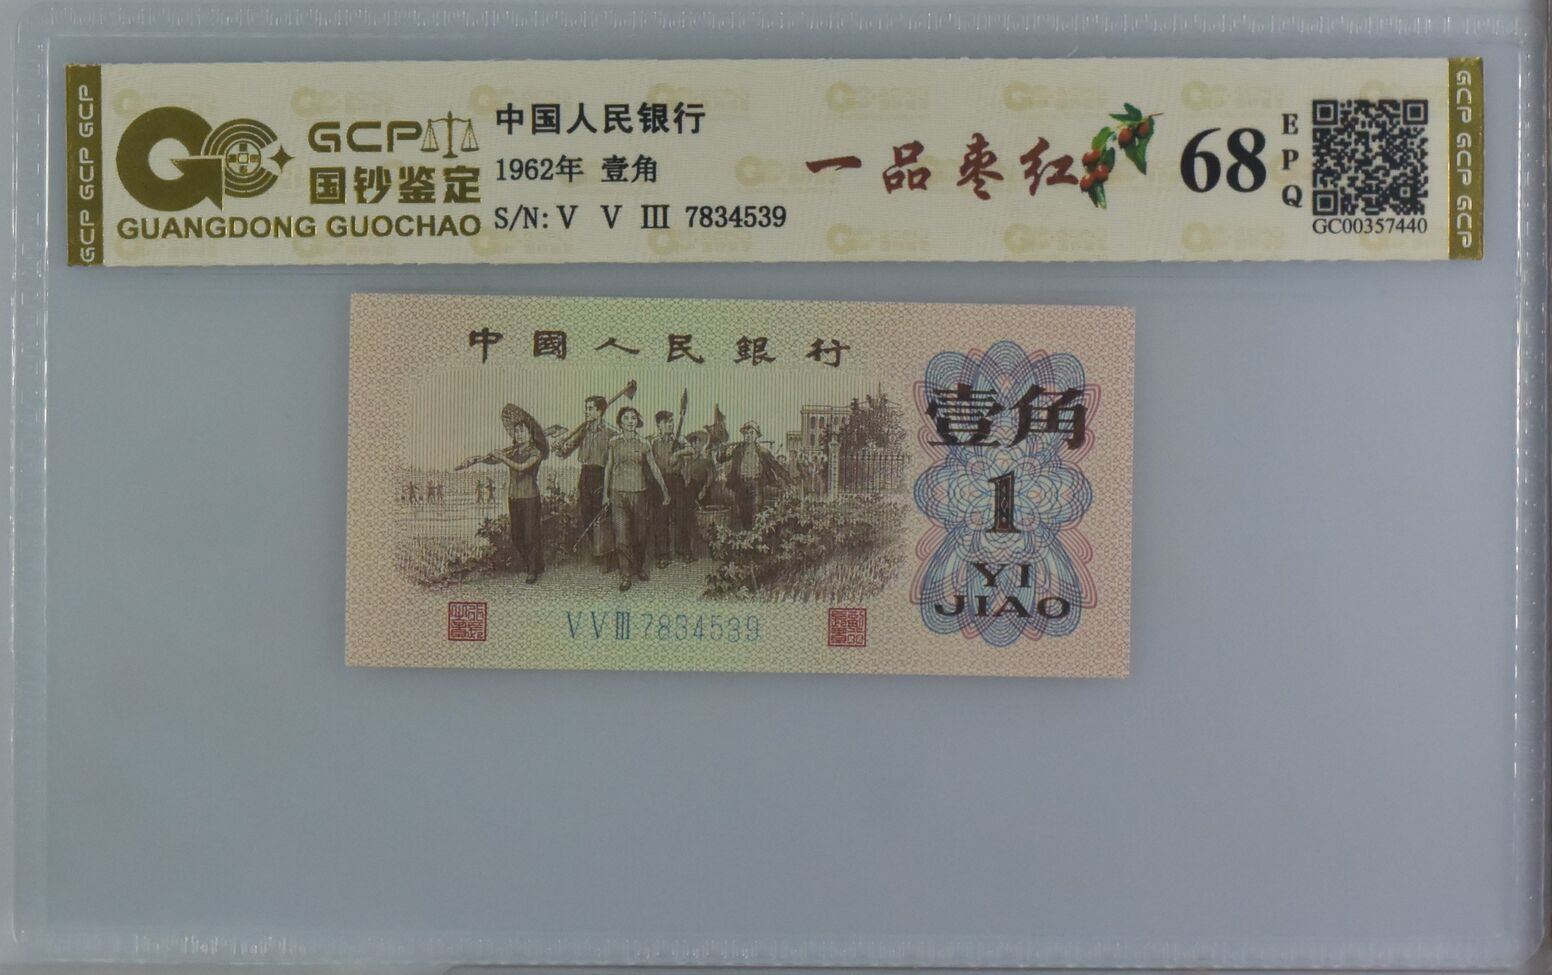 GCP GCP GCP
GCP
国钞鉴定
GUANGDONG GUOCHAO
中国人民银行
1962年 壹角
S/N: V V III 7834539
一品枣红
68
EPQ
GC00357440
GCP GCP GCP
中國人民銀行
壹角
1
YI
JIAO
VVIII7834539